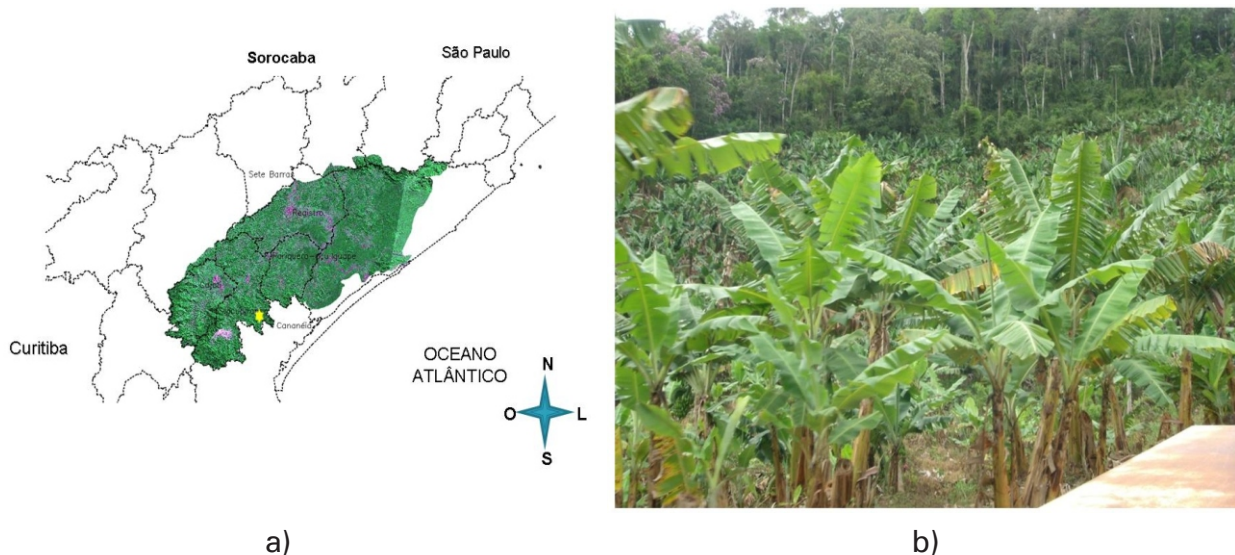 São Paulo
Sorocaba
Sete Barras
Registro
Cananéia
Curitiba
OCEANO
ATLÂNTICO
N
O
L
S
a)
b)